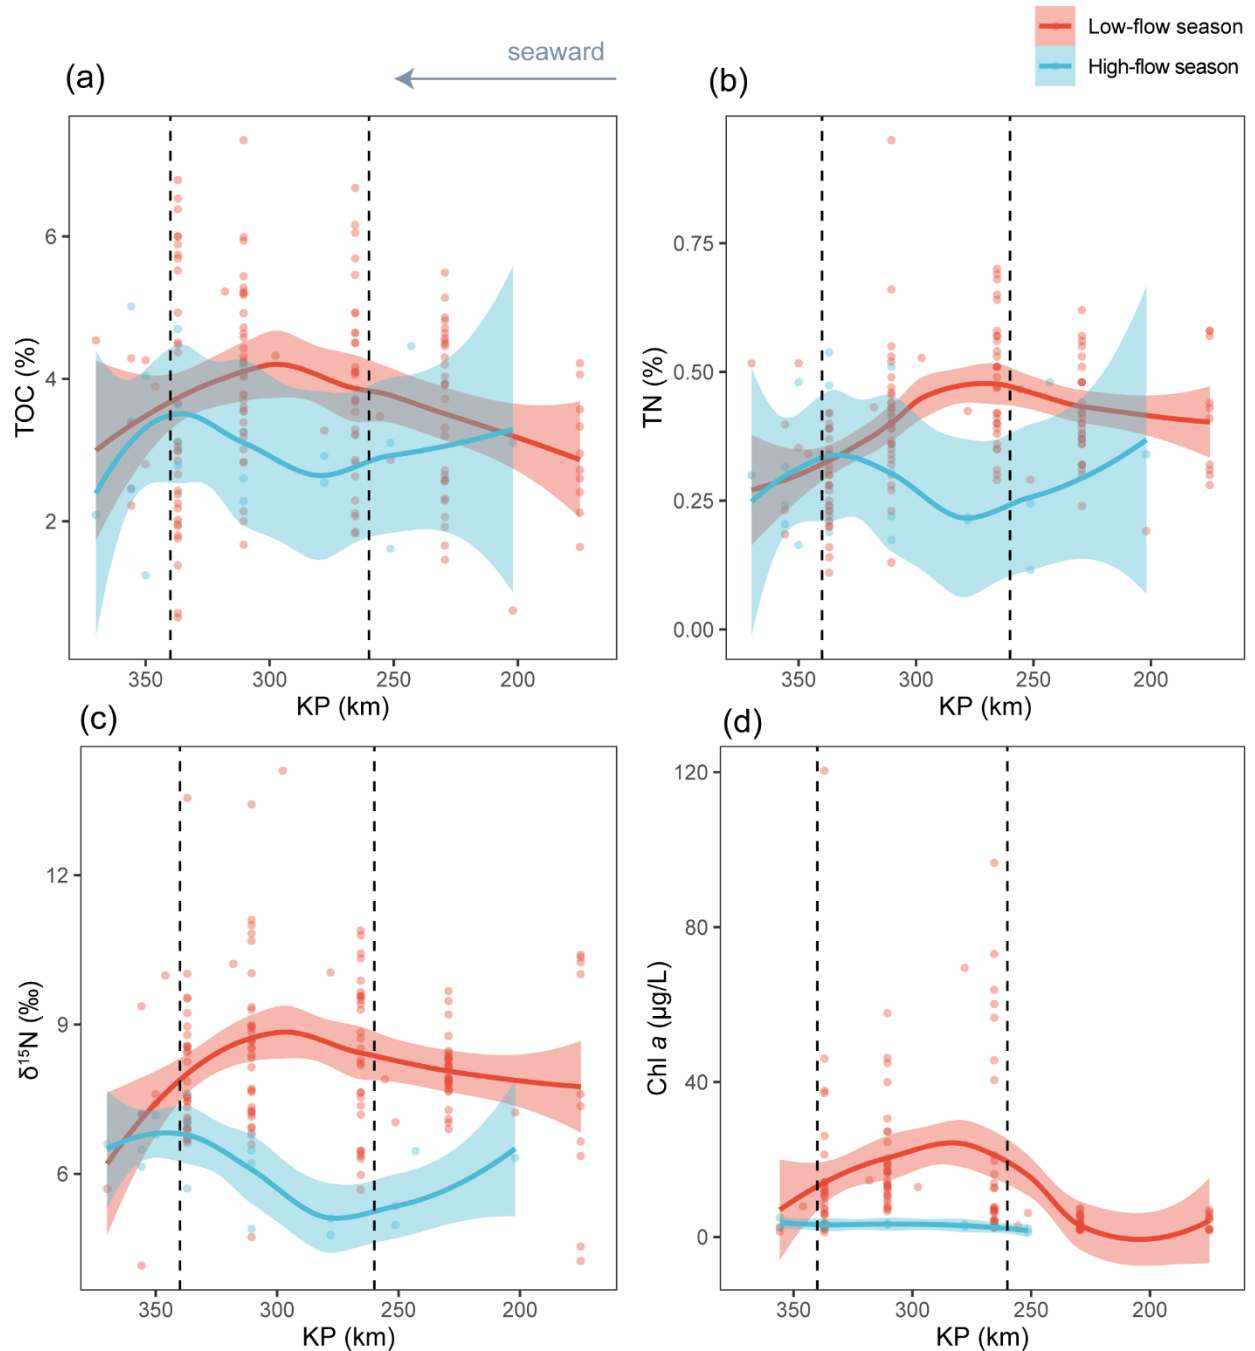 Low-flow season
High-flow season
seaward
(a)
(b)
6
4
2
TOC (%)
350
300
250
200
KP (km)
0.75
0.50
0.25
0.00
TN (%)
350
300
250
200
KP (km)
(c)
(d)
12
9
6
δ¹⁵N (‰)
350
300
250
200
KP (km)
120
80
40
0
Chl a (µg/L)
350
300
250
200
KP (km)